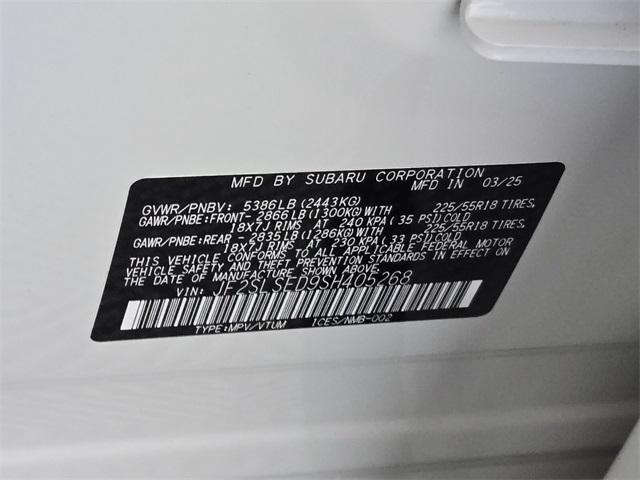 MFD BY SUBARU CORPORATION
MFD IN 03/25
GVWR/PNBV: 5386LB(2443KG)
GAWR/PNBE:FRONT-2866LB(1300KG)WITH 225/55R18 TIRES,
18X7J RIMS AT 240 KPA(35 PSI)COLD
GAWR/PNBE:REAR -2835LB(1286KG)WITH 225/55R18 TIRES,
18X7J RIMS AT 230 KPA(33 PSI)COLD
THIS VEHICLE CONFORMS TO ALL APPLICABLE FEDERAL MOTOR
VEHICLE SAFETY AND THEFT PREVENTION STANDARDS IN EFFECT ON
THE DATE OF MANUFACTURE SHOWN ABOVE.
VIN: JF2SLSED9SH405268
TYPE:MPV/VTUM ICES/NMB-002